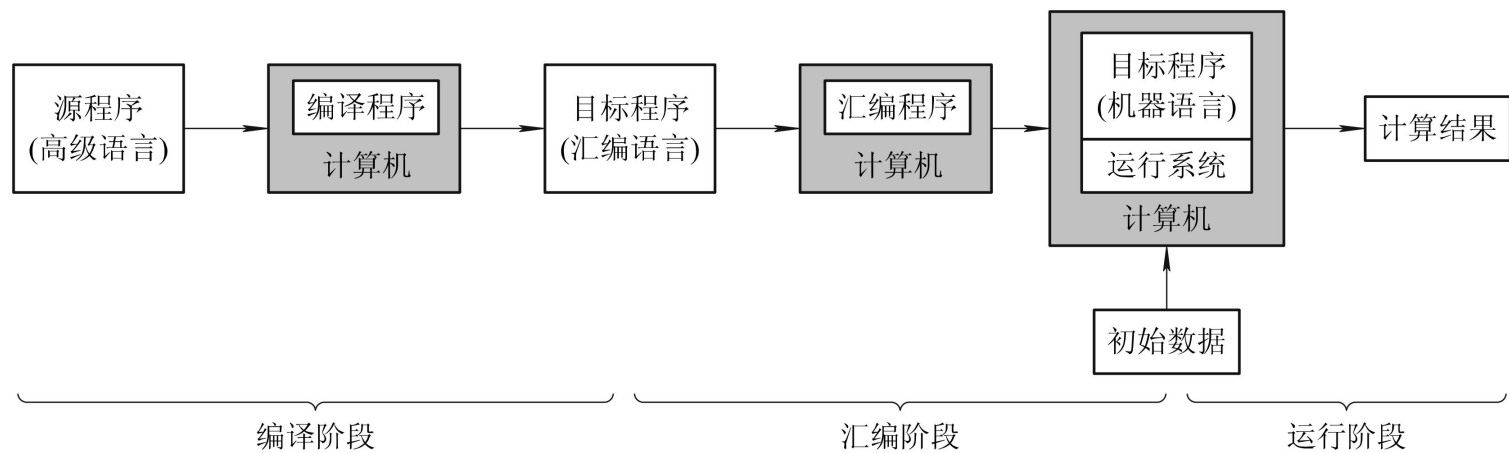 源程序
(高级语言)
编译程序
计算机
目标程序
(汇编语言)
汇编程序
计算机
目标程序
(机器语言)
运行系统
计算机
计算结果
初始数据
编译阶段
汇编阶段
运行阶段